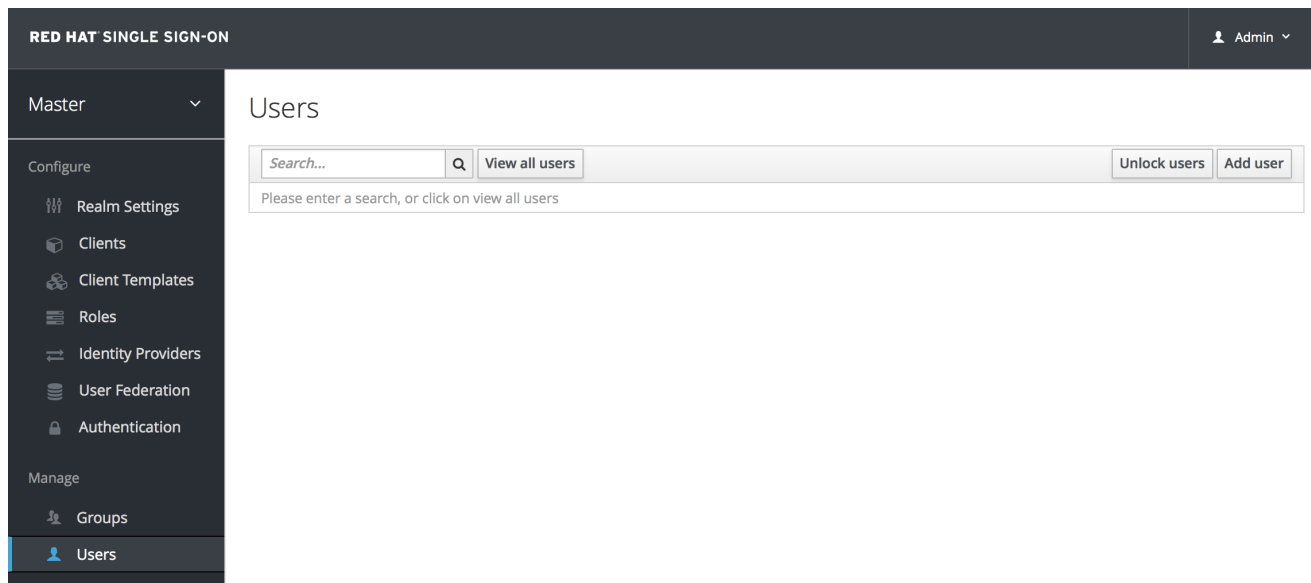 RED HAT SINGLE SIGN-ON
Admin
Master
Users
Search...
View all users
Unlock users
Add user
Please enter a search, or click on view all users
Configure
Realm Settings
Clients
Client Templates
Roles
Identity Providers
User Federation
Authentication
Manage
Groups
Users